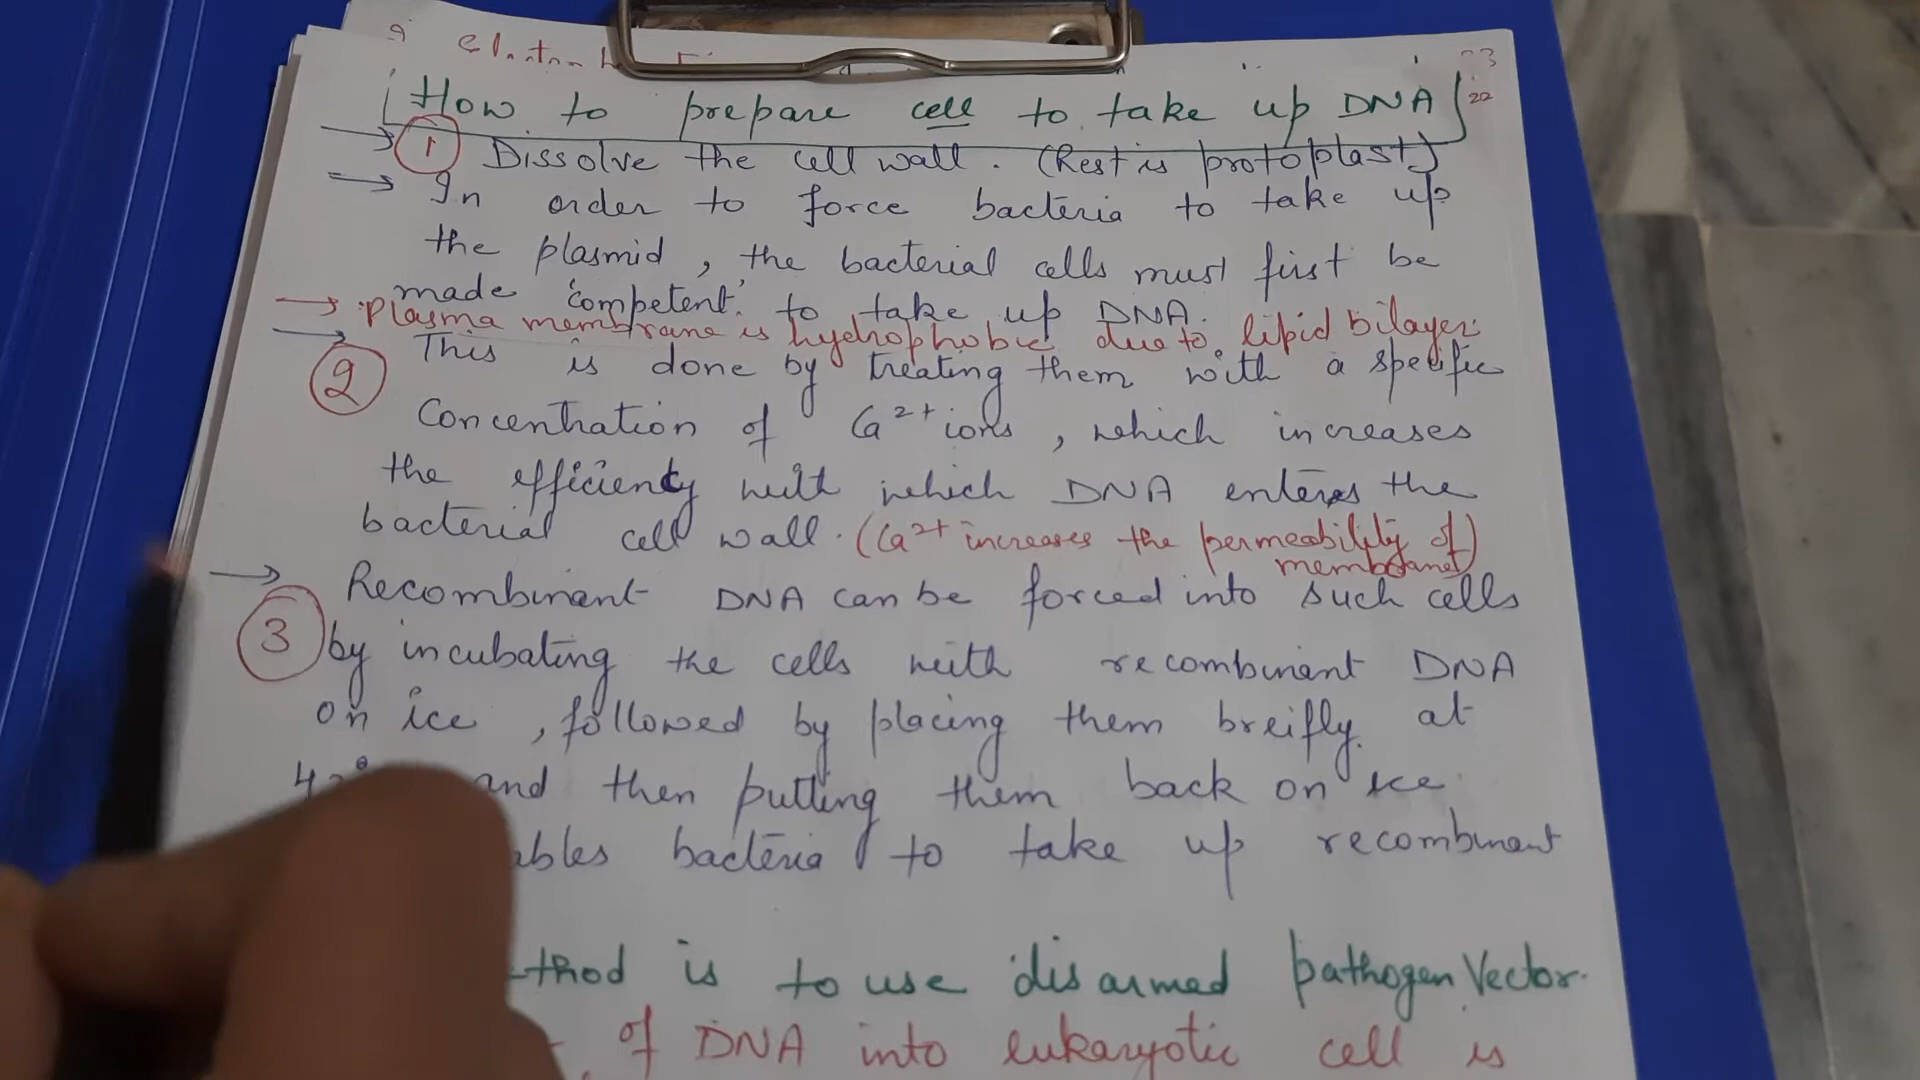 How to prepare cell to take up DNA
22
1 Dissolve the cell wall. (Rest is protoplast)
→ In order to force bacteria to take up
the plasmid, the bacterial cells must first be
made 'competent' to take up DNA.
→ Plasma membrane is hydrophobic due to lipid bilayer
2 This is done by treating them with a specific
Concentration of Ca2+ ions, which increases
the efficiency with which DNA enters the
bacterial cell wall. (Ca2+ increases the permeability of
membrane)
→ Recombinant DNA can be forced into such cells
3 by incubating the cells with recombinant DNA
on ice, followed by placing them breifly at
and then putting them back on ice
bacteria to take up recombinant
is to use disarmed pathogen Vector.
of DNA into eukaryotic cell is